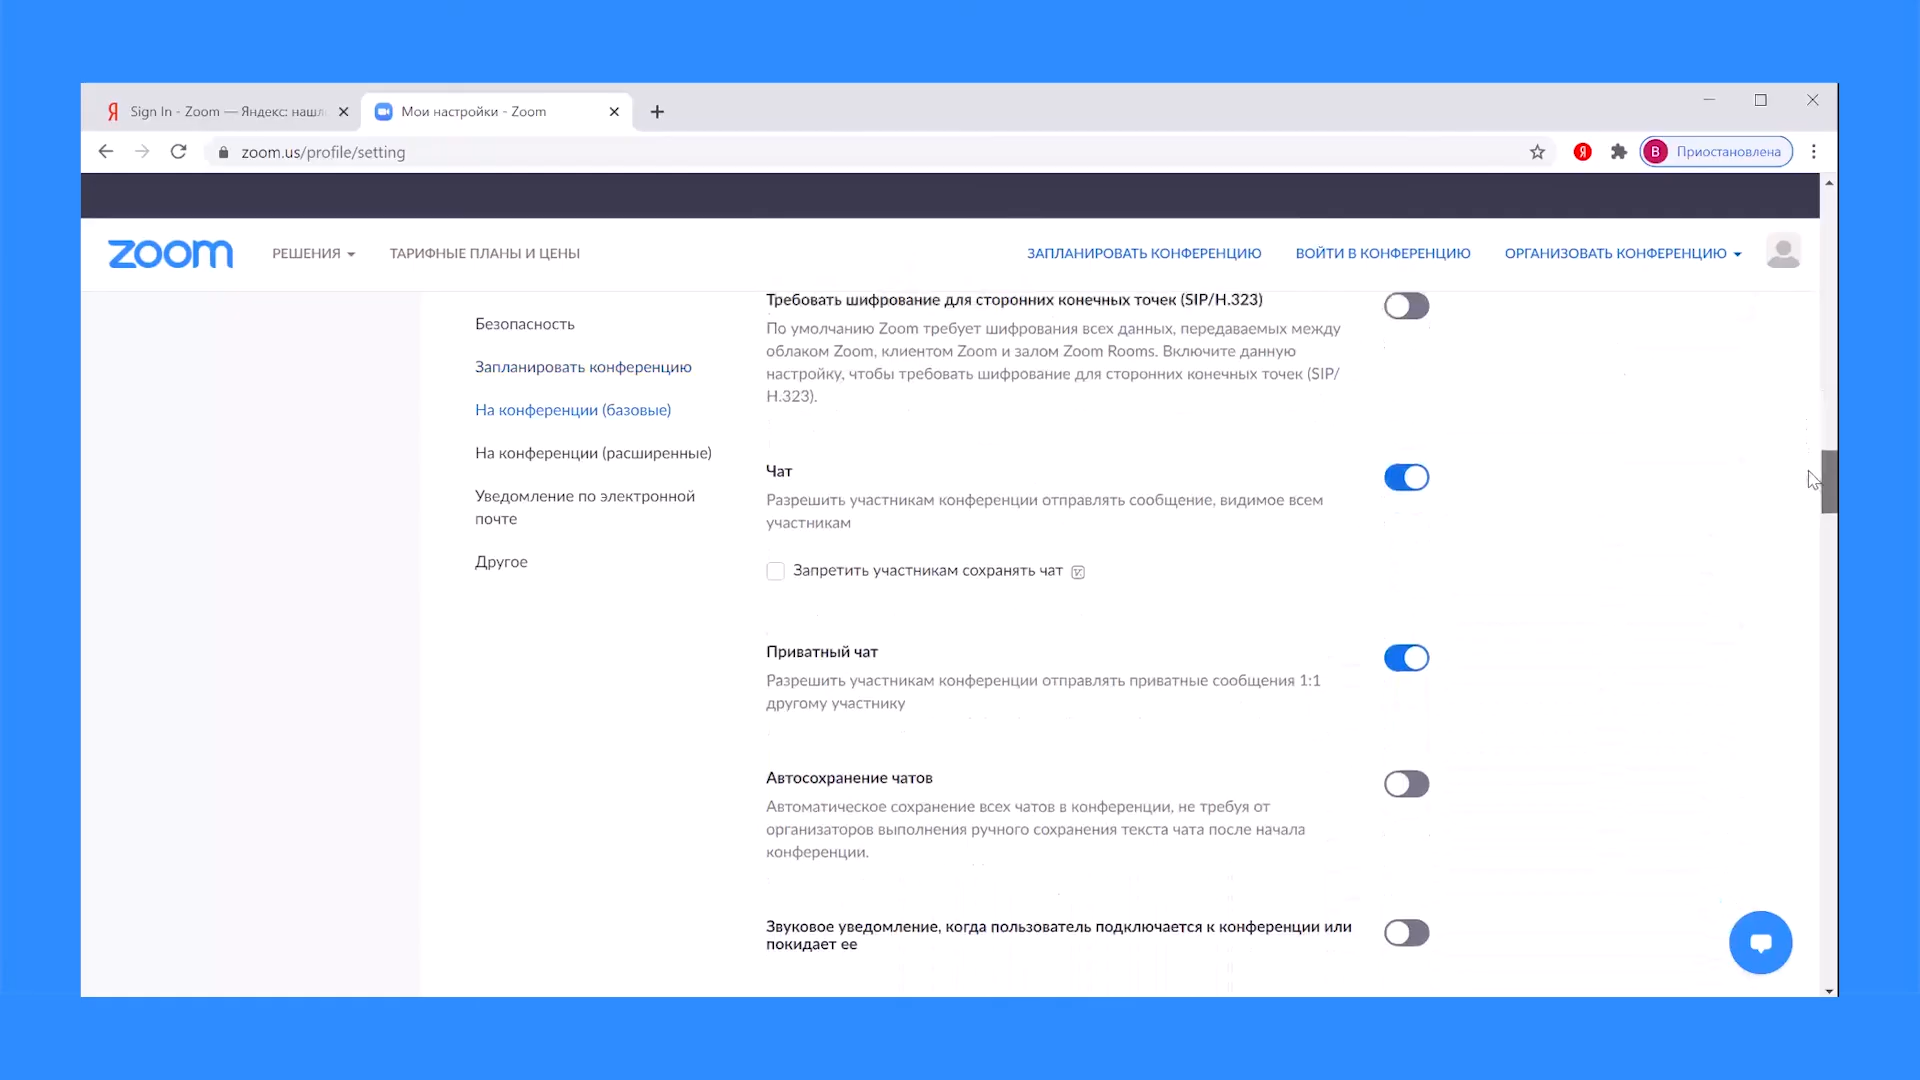 Sign In - Zoom — Яндекс: нашл
Мои настройки - Zoom
zoom.us/profile/setting
Я
В
Приостановлена
zoom
РЕШЕНИЯ
ТАРИФНЫЕ ПЛАНЫ И ЦЕНЫ
ЗАПЛАНИРОВАТЬ КОНФЕРЕНЦИЮ
ВОЙТИ В КОНФЕРЕНЦИЮ
ОРГАНИЗОВАТЬ КОНФЕРЕНЦИЮ
Безопасность
Запланировать конференцию
На конференции (базовые)
На конференции (расширенные)
Уведомление по электронной
почте
Другое
Требовать шифрование для сторонних конечных точек (SIP/H.323)
По умолчанию Zoom требует шифрования всех данных, передаваемых между
облаком Zoom, клиентом Zoom и залом Zoom Rooms. Включите данную
настройку, чтобы требовать шифрование для сторонних конечных точек (SIP/
H.323).
Чат
Разрешить участникам конференции отправлять сообщение, видимое всем
участникам
Запретить участникам сохранять чат
Приватный чат
Разрешить участникам конференции отправлять приватные сообщения 1:1
другому участнику
Автосохранение чатов
Автоматическое сохранение всех чатов в конференции, не требуя от
организаторов выполнения ручного сохранения текста чата после начала
конференции.
Звуковое уведомление, когда пользователь подключается к конференции или
покидает ее